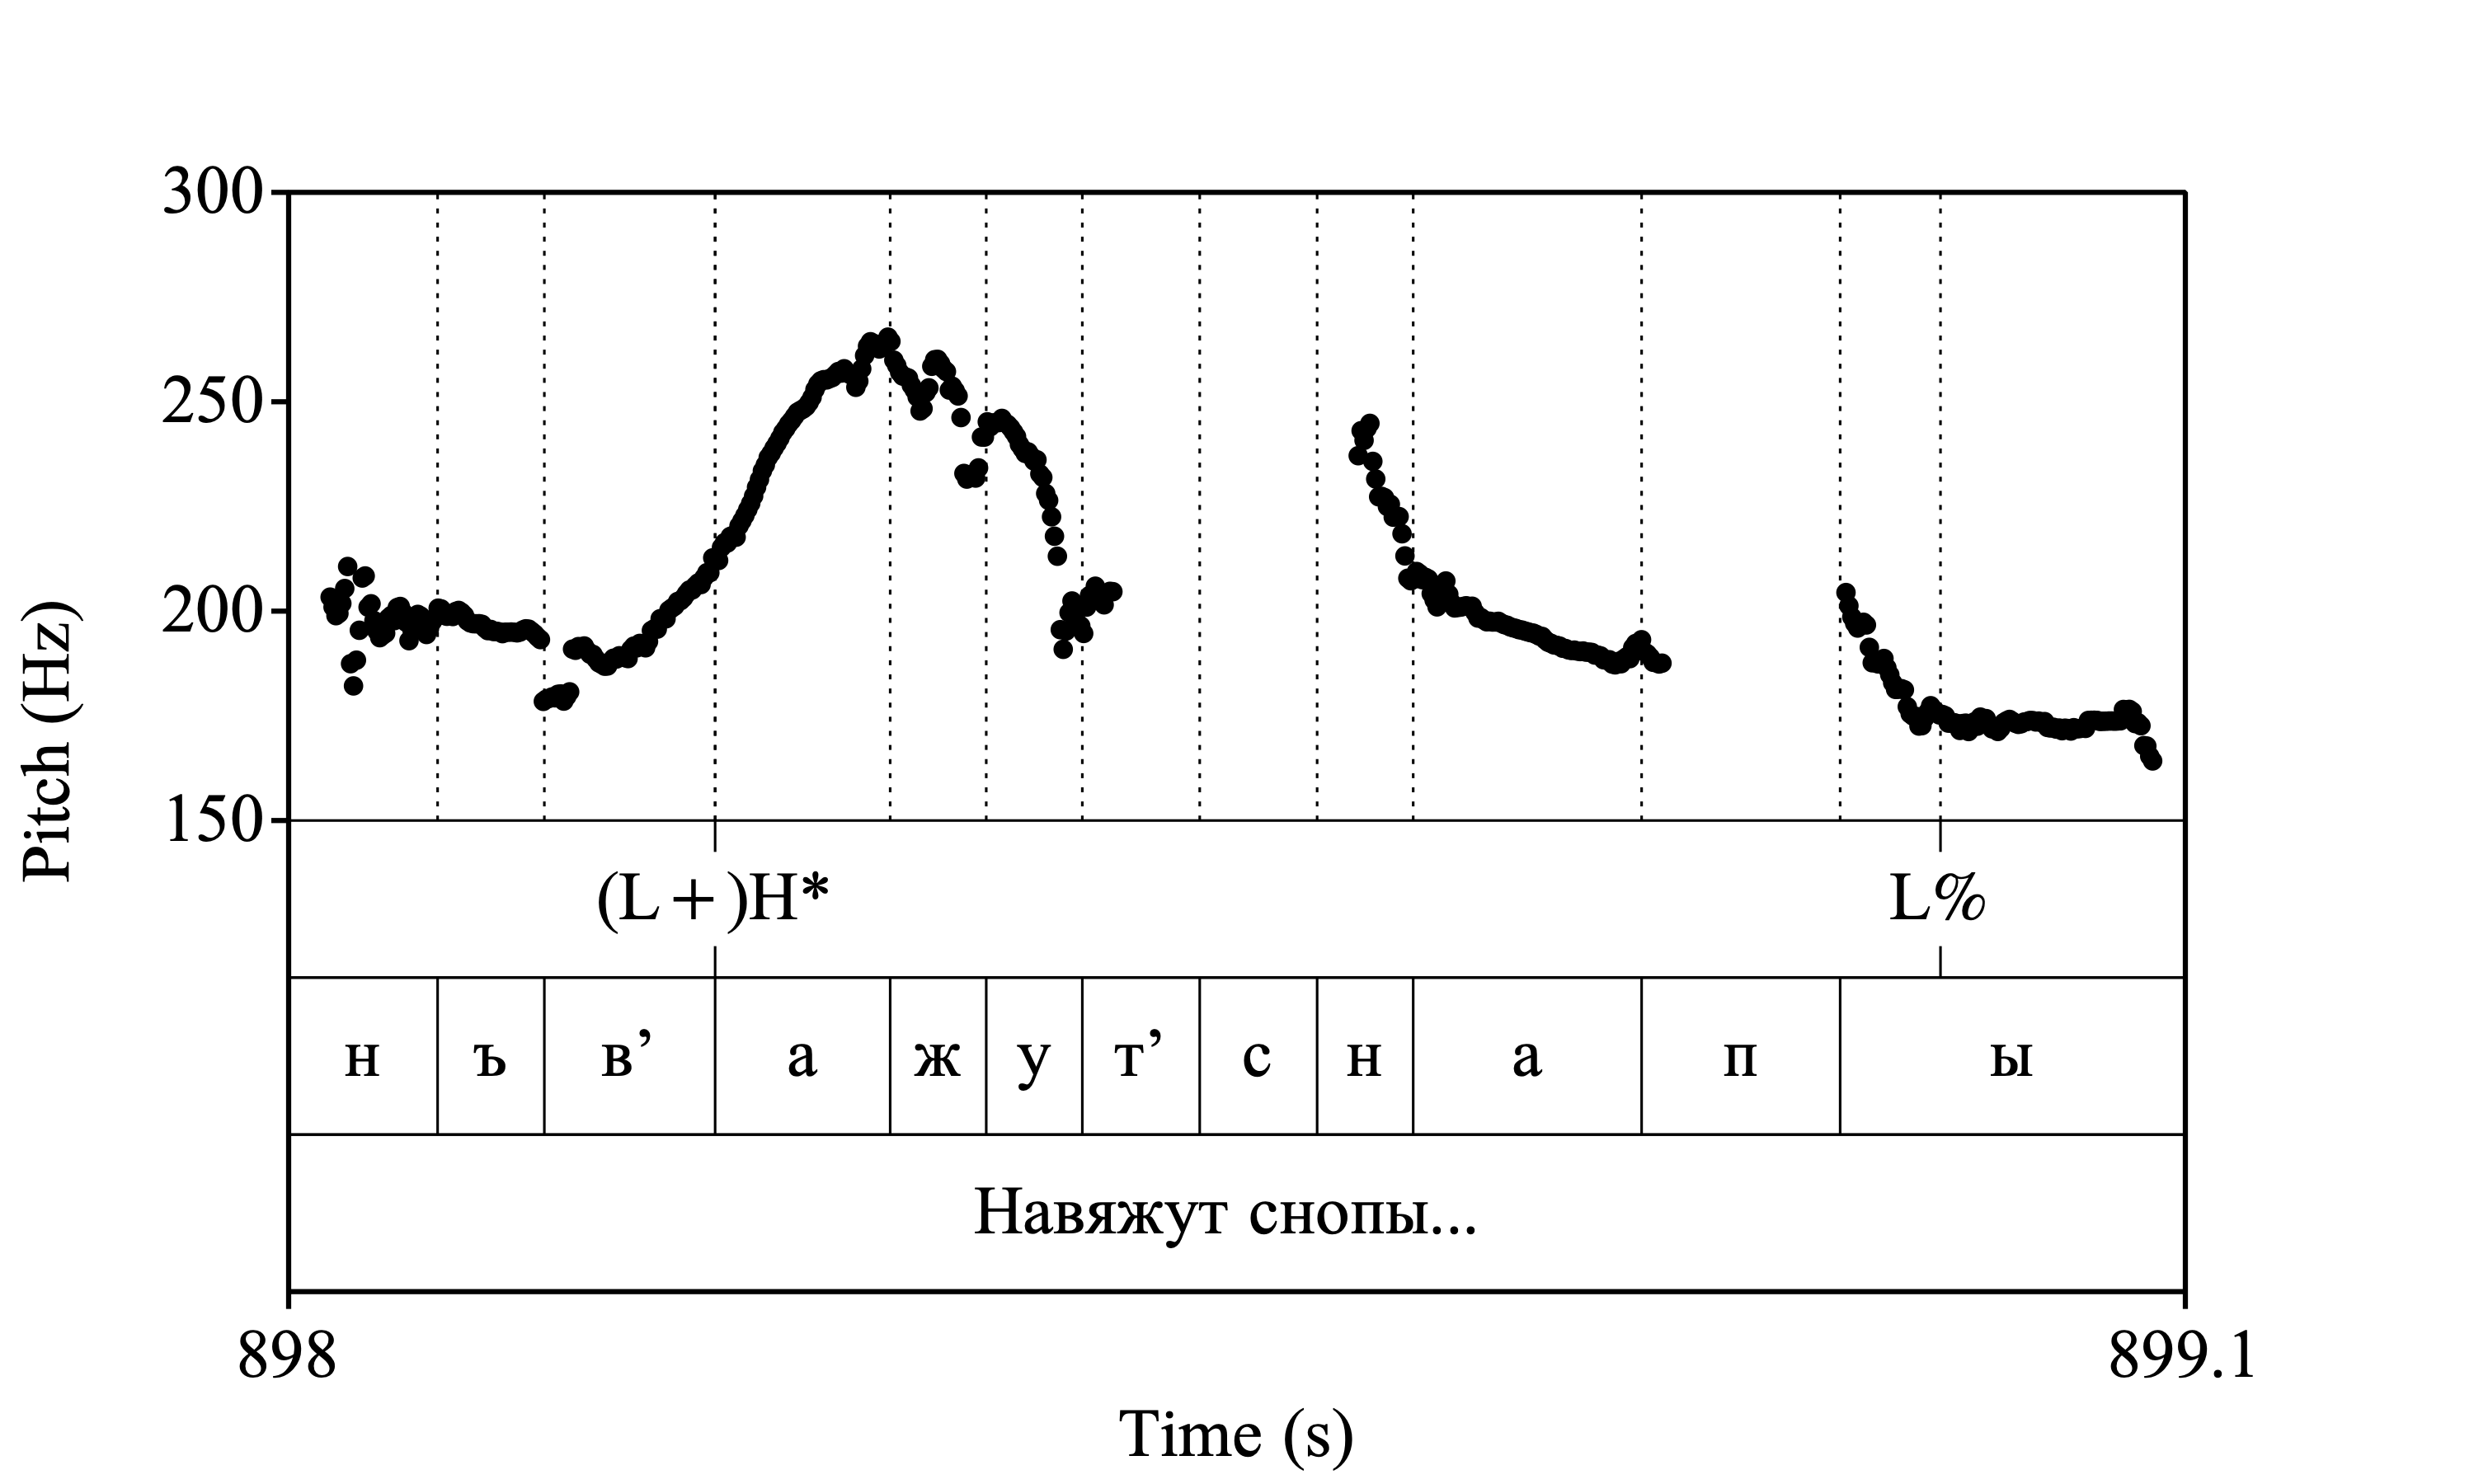 300
250
200
150
Pitch (Hz)
(L + )H* L%
н ъ в’ а ж у т’ с н а п ы
Навяжут снопы...
898 899.1
Time (s)